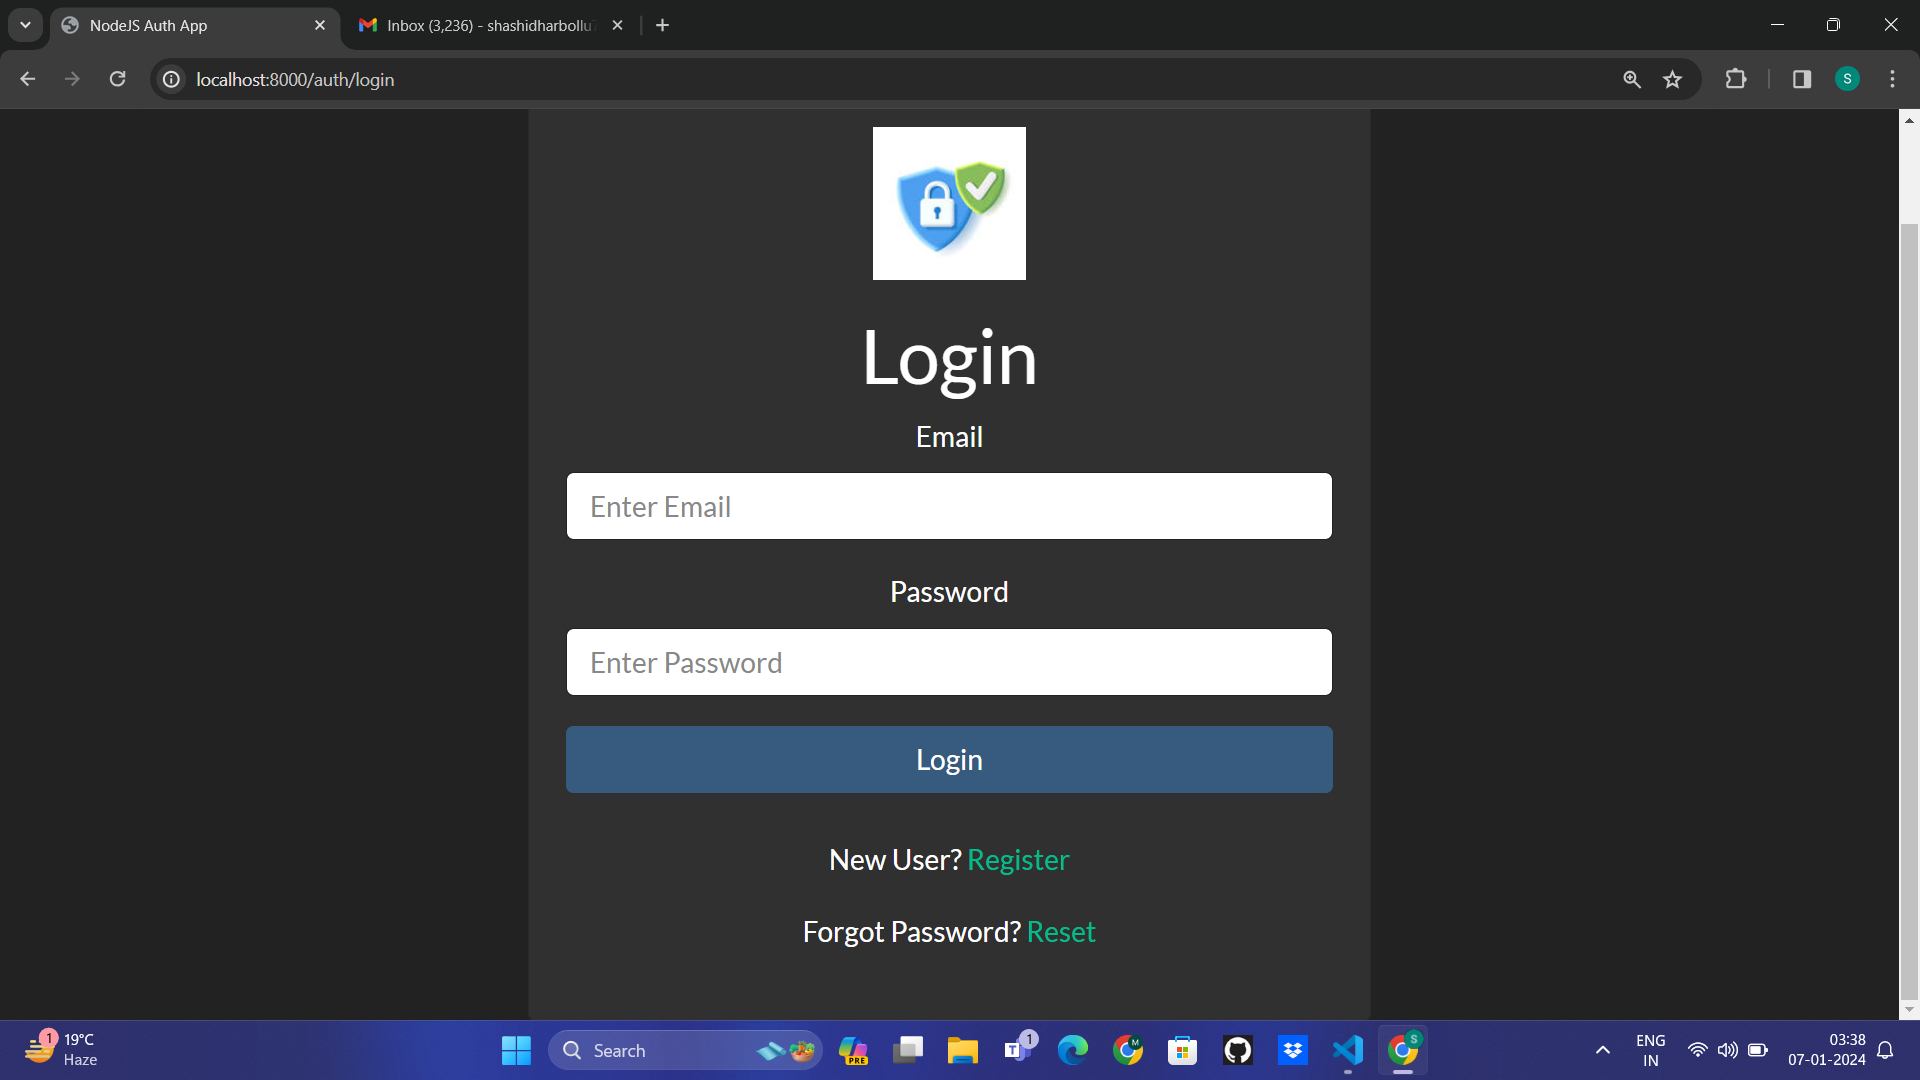 NodeJS Auth App
Inbox (3,236) - shashidharbollu
localhost:8000/auth/login
S
Login
Email
Enter Email
Password
Enter Password
Login
New User? Register
Forgot Password? Reset
1
19°C
Haze
Search
PRE
T
1
M
S
ENG
IN
03:38
07-01-2024